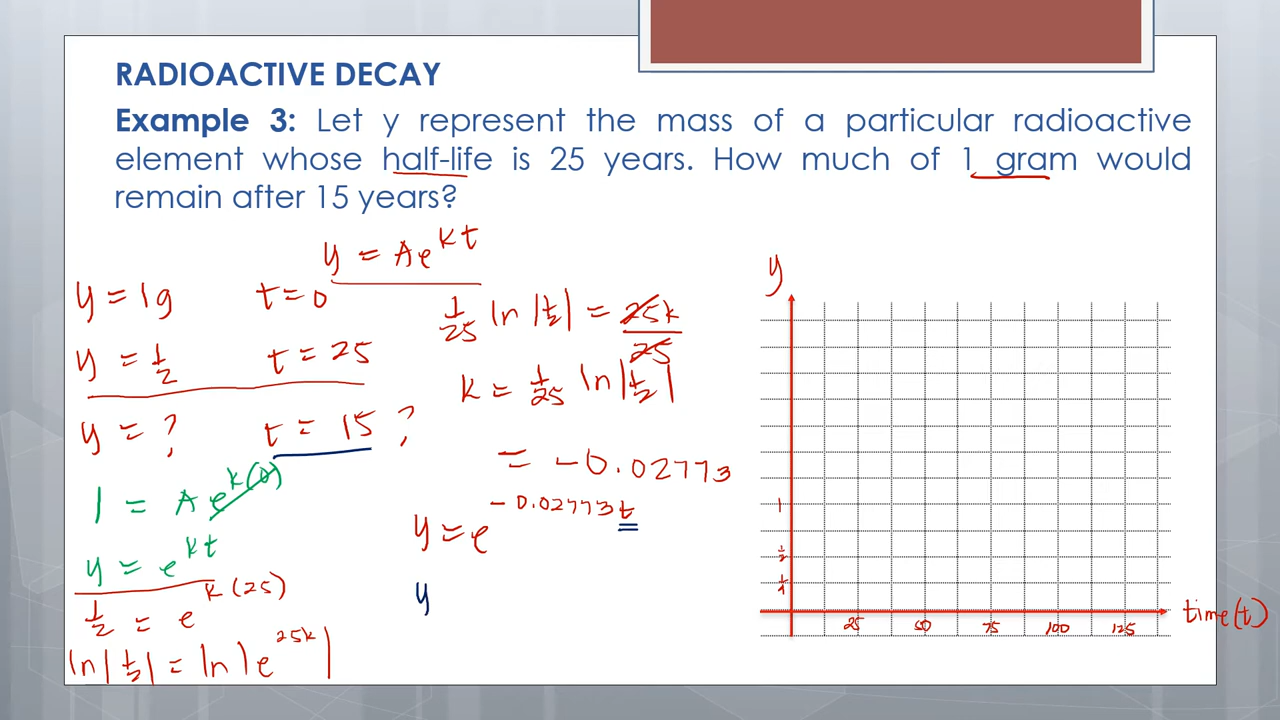 RADIOACTIVE DECAY
Example 3: Let y represent the mass of a particular radioactive
element whose half-life is 25 years. How much of 1 gram would
remain after 15 years?
y = Ae^{kt}
y = 1g t = 0
y = 1/2 t = 25
y = ? t = 15 ?
1 = Ae^{k(0)}
y = e^{kt}
1/2 = e^{k(25)}
ln|1/2| = ln|e^{25k}|
1/25 ln|1/2| = 25k/25
k = 1/25 ln|1/2|
= -0.02773
y = e^{-0.02773t}
y
y
1
1/2
1/4
25 50 75 100 125
time(t)